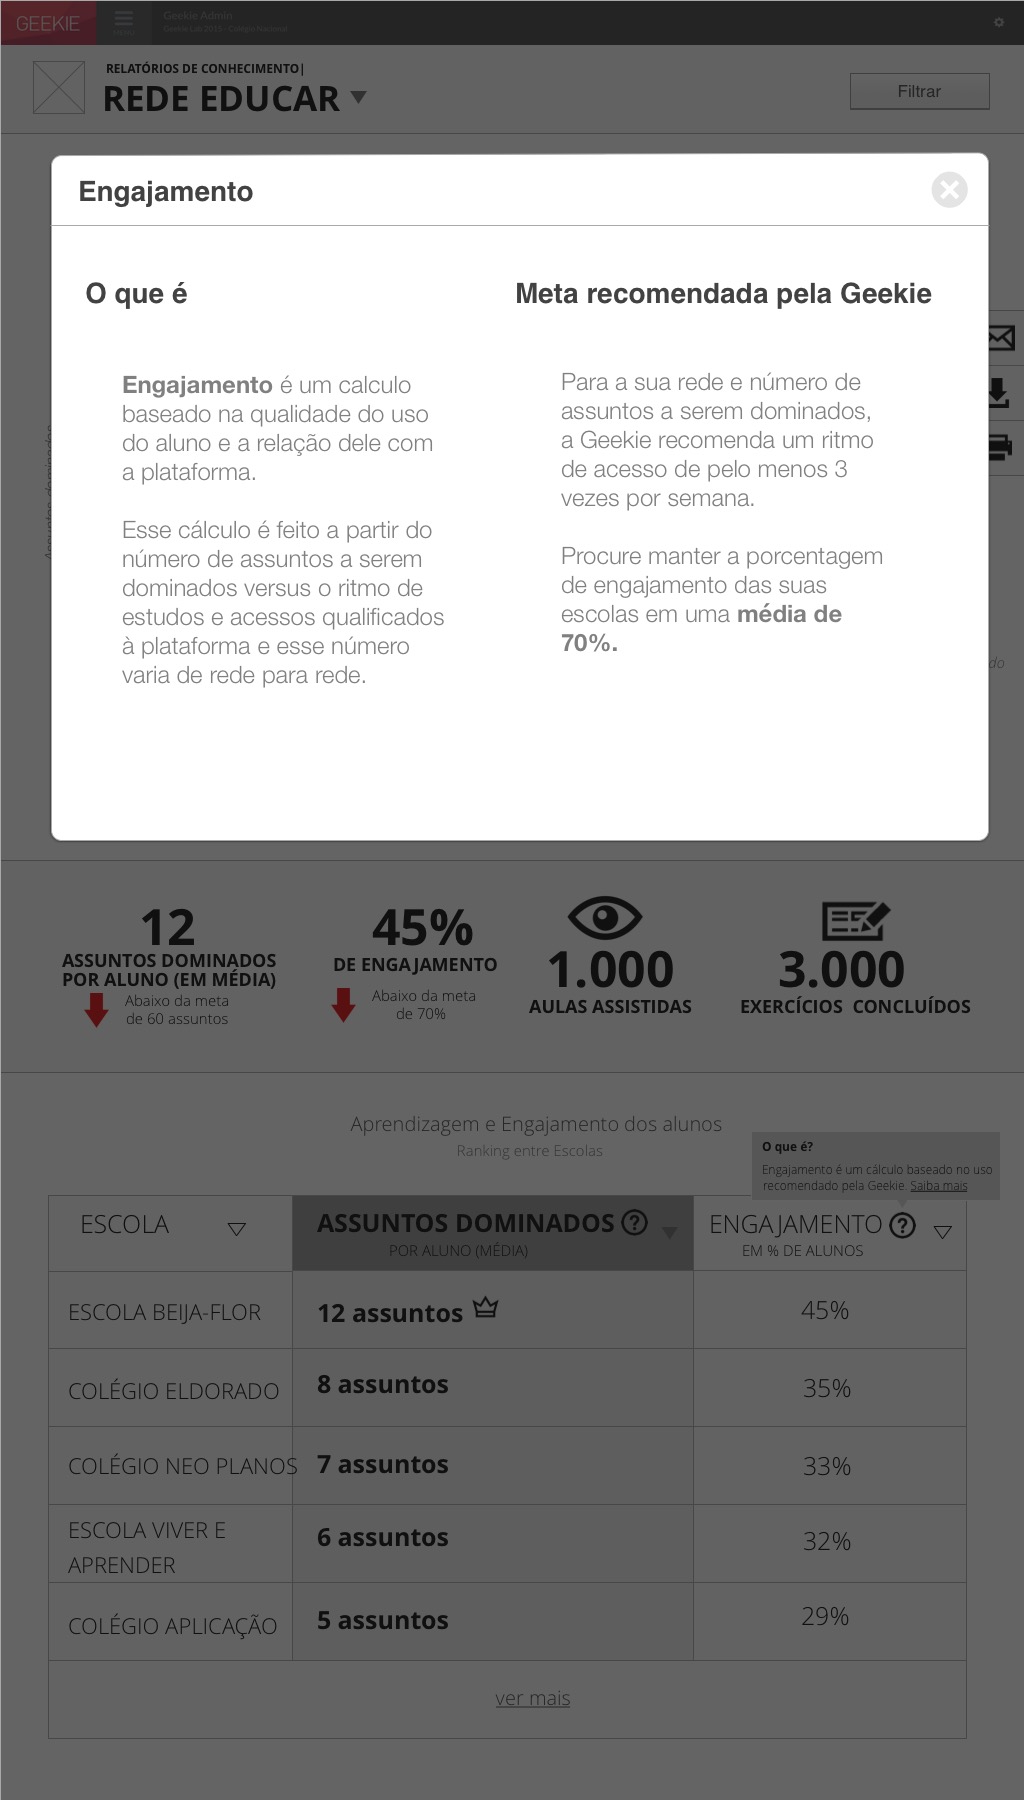 GEEKIE
MENU
Geekie Admin
Geekie Lab 2015 - Colégio Nacional
RELATÓRIOS DE CONHECIMENTO|
REDE EDUCAR
Filtrar
Engajamento
O que é
Engajamento é um calculo
baseado na qualidade do uso
do aluno e a relação dele com
a plataforma.
Esse cálculo é feito a partir do
número de assuntos a serem
dominados versus o ritmo de
estudos e acessos qualificados
à plataforma e esse número
varia de rede para rede.
Meta recomendada pela Geekie
Para a sua rede e número de
assuntos a serem dominados,
a Geekie recomenda um ritmo
de acesso de pelo menos 3
vezes por semana.
Procure manter a porcentagem
de engajamento das suas
escolas em uma média de
70%.
Assuntos dominados
do
12
ASSUNTOS DOMINADOS
POR ALUNO (EM MÉDIA)
Abaixo da meta
de 60 assuntos
45%
DE ENGAJAMENTO
Abaixo da meta
de 70%
1.000
AULAS ASSISTIDAS
3.000
EXERCÍCIOS CONCLUÍDOS
Aprendizagem e Engajamento dos alunos
Ranking entre Escolas
O que é?
Engajamento é um cálculo baseado no uso
recomendado pela Geekie. Saiba mais
ESCOLA
ASSUNTOS DOMINADOS ?
POR ALUNO (MÉDIA)
ENGAJAMENTO ?
EM % DE ALUNOS
ESCOLA BEIJA-FLOR
12 assuntos
45%
COLÉGIO ELDORADO
8 assuntos
35%
COLÉGIO NEO PLANOS
7 assuntos
33%
ESCOLA VIVER E
APRENDER
6 assuntos
32%
COLÉGIO APLICAÇÃO
5 assuntos
29%
ver mais